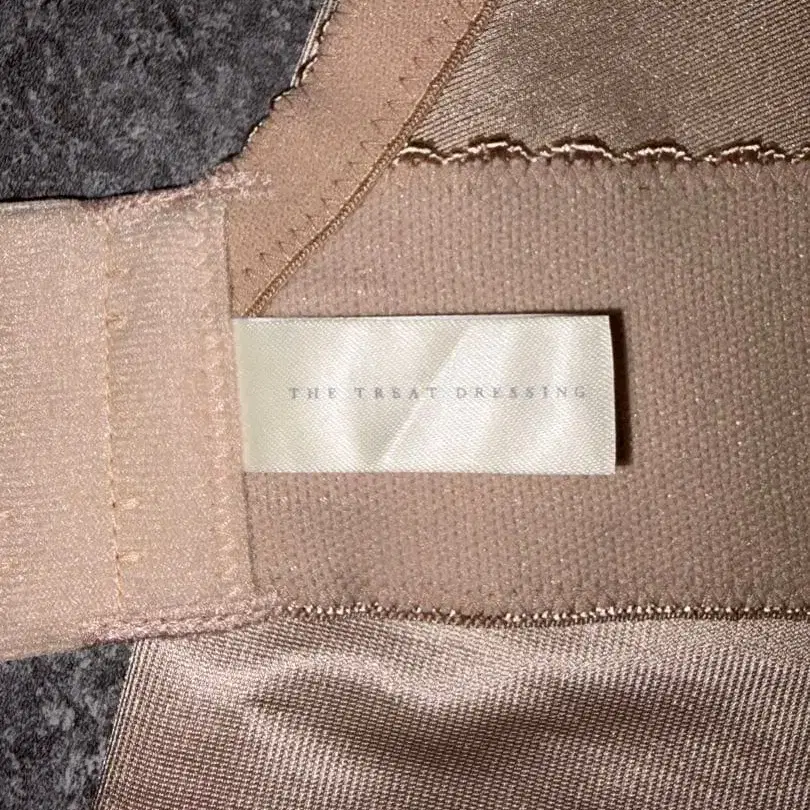 THE TREAT DRESSING